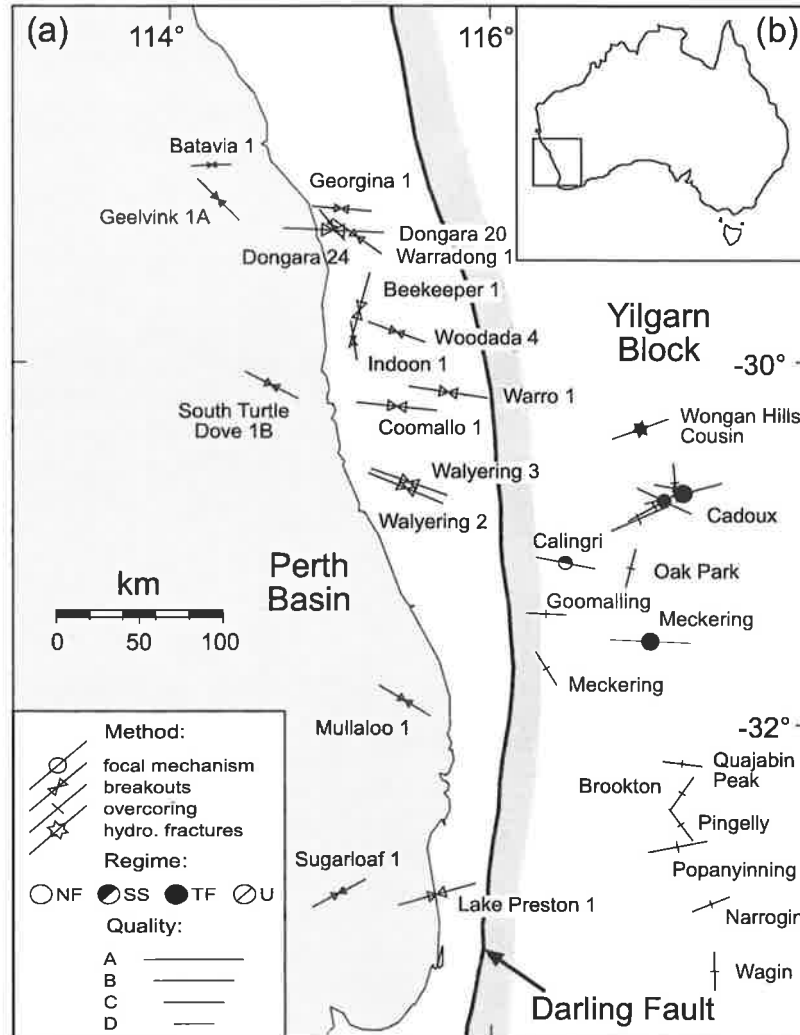 (a)
114°
116°
(b)
Batavia 1
Georgina 1
Geelvink 1A
Dongara 20
Dongara 24
Warradong 1
Beekeeper 1
Yilgarn
Block
Woodada 4
Indoon 1
-30°
South Turtle
Dove 1B
Warro 1
Coomallo 1
Wongan Hills
Cousin
Walyering 3
Walyering 2
Cadoux
Calingri
km
0 50 100
Perth
Basin
Oak Park
Goomalling
Meckering
Meckering
Mullaloo 1
-32°
Method:
focal mechanism
breakouts
overcoring
hydro. fractures
Regime:
NF SS TF U
Quality:
A
B
C
D
Quajabin
Peak
Brookton
Pingelly
Popanyinning
Sugarloaf 1
Lake Preston 1
Narrogin
Wagin
Darling Fault